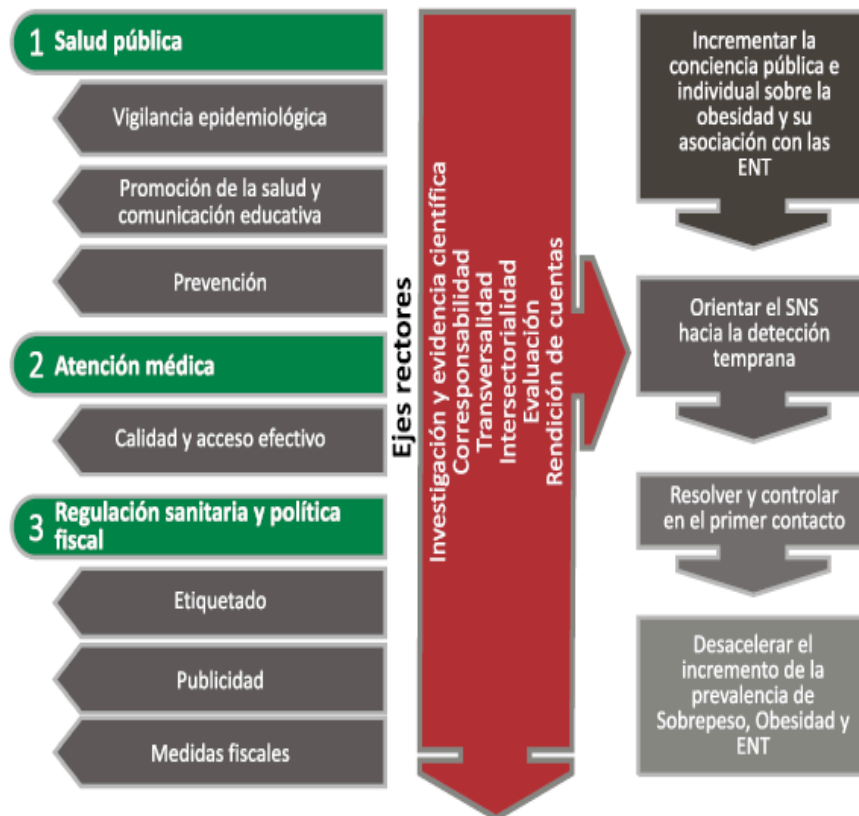 1 Salud pública
Vigilancia epidemiológica
Promoción de la salud y
comunicación educativa
Prevención
2 Atención médica
Calidad y acceso efectivo
3 Regulación sanitaria y política
fiscal
Etiquetado
Publicidad
Medidas fiscales
Ejes rectores
Investigación y evidencia científica
Corresponsabilidad
Transversalidad
Intersectorialidad
Evaluación
Rendición de cuentas
Incrementar la
conciencia pública e
individual sobre la
obesidad y su
asociación con las
ENT
Orientar el SNS
hacia la detección
temprana
Resolver y controlar
en el primer contacto
Desacelerar el
incremento de la
prevalencia de
Sobrepeso, Obesidad y
ENT